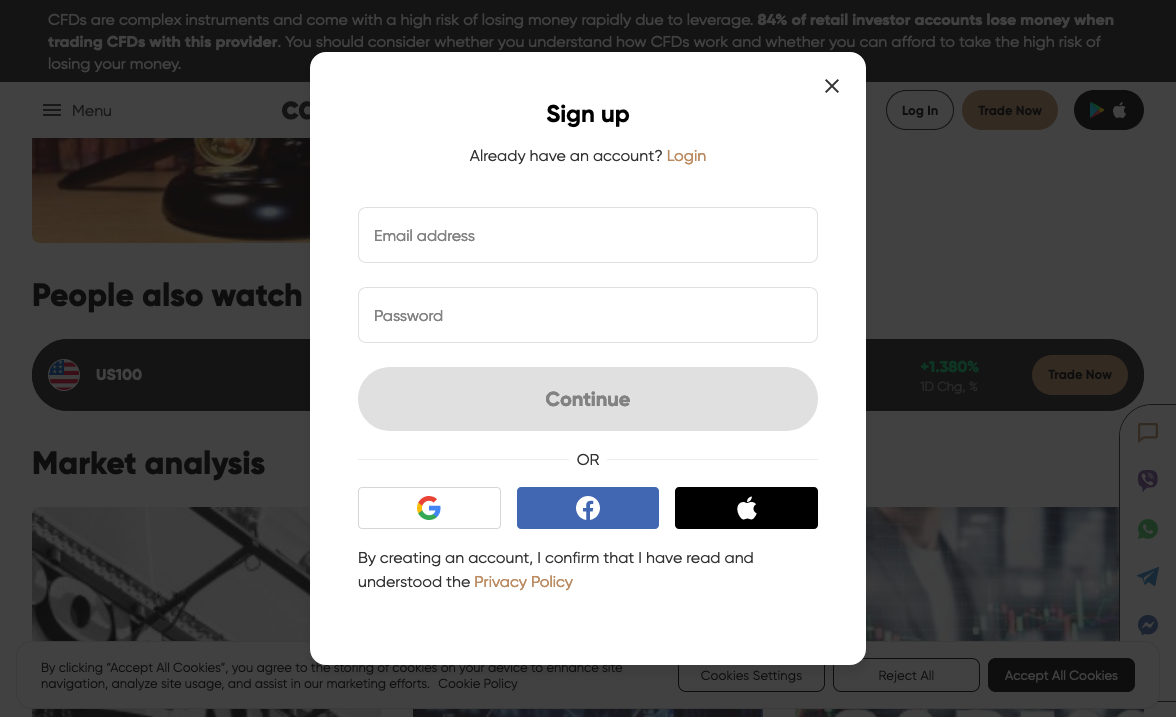 CFDs are complex instruments and come with a high risk of losing money rapidly due to leverage. 84% of retail investor accounts lose money when
trading CFDs with this provider. You should consider whether you understand how CFDs work and whether you can afford to take the high risk of
losing your money.
Menu
Log In
Trade Now
Sign up
Already have an account? Login
Email address
Password
Continue
OR
By creating an account, I confirm that I have read and
understood the Privacy Policy
People also watch
US100
+1.380%
1D Chg, %
Trade Now
Market analysis
By clicking “Accept All Cookies”, you agree to the storing of cookies on your device to enhance site
navigation, analyze site usage, and assist in our marketing efforts. Cookie Policy
Cookies Settings
Reject All
Accept All Cookies